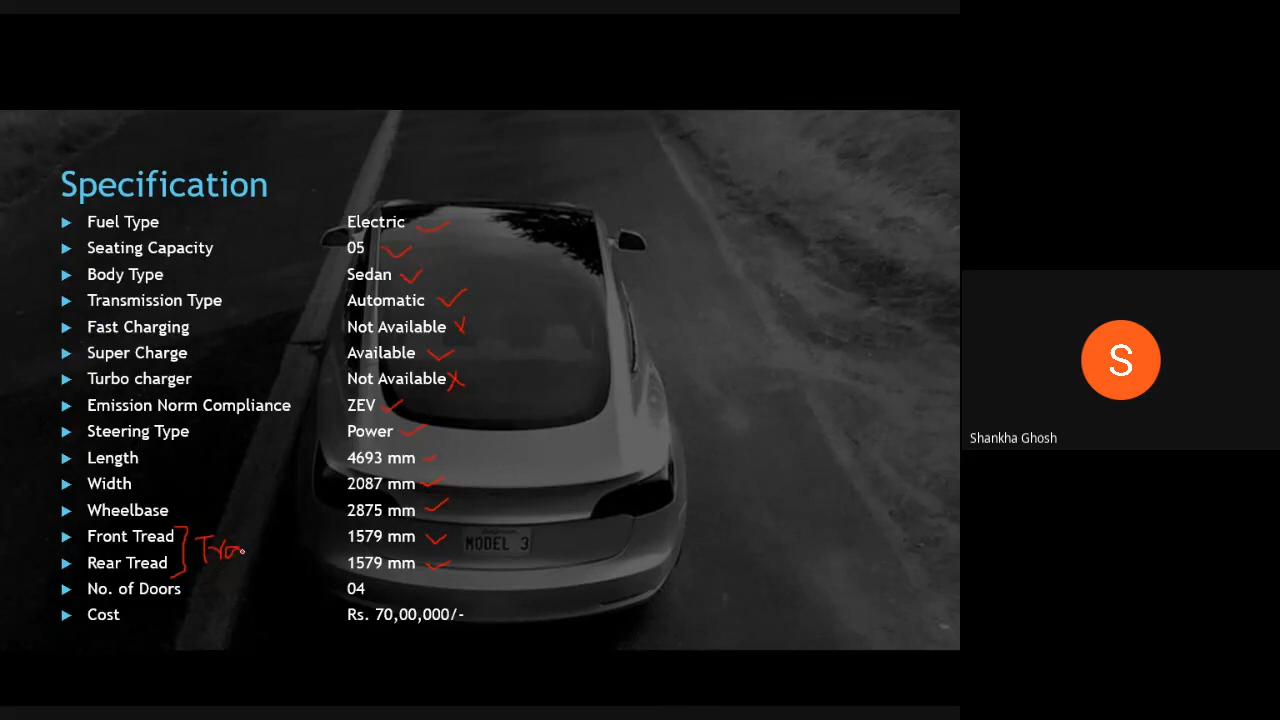 Specification
Fuel Type Electric
Seating Capacity 05
Body Type Sedan
Transmission Type Automatic
Fast Charging Not Available
Super Charge Available
Turbo charger Not Available
Emission Norm Compliance ZEV
Steering Type Power
Length 4693 mm
Width 2087 mm
Wheelbase 2875 mm
Front Tread 1579 mm
Tra
Rear Tread 1579 mm
No. of Doors 04
Cost Rs. 70,00,000/-
MODEL 3
S
Shankha Ghosh